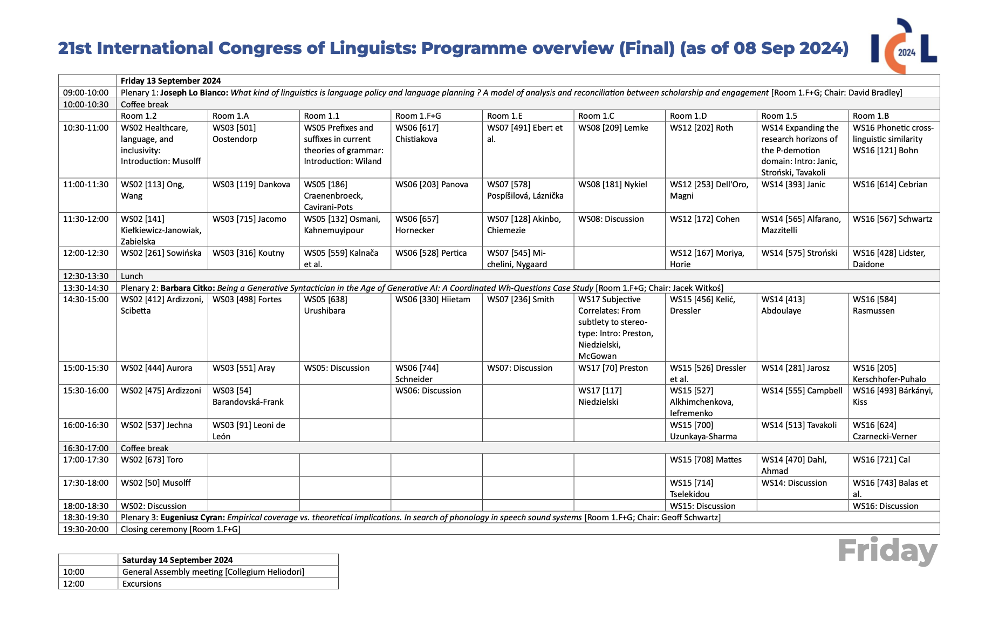 21st International Congress of Linguists: Programme overview (Final) (as of 08 Sep 2024)
ICL
2024
Friday 13 September 2024
09:00-10:00 Plenary 1: Joseph Lo Bianco: What kind of linguistics is language policy and language planning ? A model of analysis and reconciliation between scholarship and engagement [Room 1.F+G; Chair: David Bradley]
10:00-10:30 Coffee break
Room 1.2 Room 1.A Room 1.1 Room 1.F+G Room 1.E Room 1.C Room 1.D Room 1.5 Room 1.B
10:30-11:00
WS02 Healthcare,
language, and
inclusivity:
Introduction: Musolff
WS03 [501]
Oostendorp
WS05 Prefixes and
suffixes in current
theories of grammar:
Introduction: Wiland
WS06 [617]
Chistiakova
WS07 [491] Ebert et
al.
WS08 [209] Lemke
WS12 [202] Roth
WS14 Expanding the
research horizons of
the P-demotion
domain: Intro: Janic,
Stroński, Tavakoli
WS16 Phonetic cross-
linguistic similarity
WS16 [121] Bohn
11:00-11:30
WS02 [113] Ong,
Wang
WS03 [119] Dankova
WS05 [186]
Craenenbroeck,
Cavirani-Pots
WS06 [203] Panova
WS07 [578]
Pospíšilová, Láznička
WS08 [181] Nykiel
WS12 [253] Dell'Oro,
Magni
WS14 [393] Janic
WS16 [614] Cebrian
11:30-12:00
WS02 [141]
Kiełkiewicz-Janowiak,
Zabielska
WS03 [715] Jacomo
WS05 [132] Osmani,
Kahnemuyipour
WS06 [657]
Hornecker
WS07 [128] Akinbo,
Chiemezie
WS08: Discussion
WS12 [172] Cohen
WS14 [565] Alfarano,
Mazzitelli
WS16 [567] Schwartz
12:00-12:30
WS02 [261] Sowińska
WS03 [316] Koutny
WS05 [559] Kalnača
et al.
WS06 [528] Pertica
WS07 [545] Mi-
chelini, Nygaard
WS12 [167] Moriya,
Horie
WS14 [575] Stroński
WS16 [428] Lidster,
Daidone
12:30-13:30 Lunch
13:30-14:30 Plenary 2: Barbara Citko: Being a Generative Syntactician in the Age of Generative AI: A Coordinated Wh-Questions Case Study [Room 1.F+G; Chair: Jacek Witkoś]
14:30-15:00
WS02 [412] Ardizzoni,
Scibetta
WS03 [498] Fortes
WS05 [638]
Urushibara
WS06 [330] Hiietam
WS07 [236] Smith
WS17 Subjective
Correlates: From
subtlety to stereo-
type: Intro: Preston,
Niedzielski,
McGowan
WS15 [456] Kelić,
Dressler
WS14 [413]
Abdoulaye
WS16 [584]
Rasmussen
15:00-15:30
WS02 [444] Aurora
WS03 [551] Aray
WS05: Discussion
WS06 [744]
Schneider
WS07: Discussion
WS17 [70] Preston
WS15 [526] Dressler
et al.
WS14 [281] Jarosz
WS16 [205]
Kerschhofer-Puhalo
15:30-16:00
WS02 [475] Ardizzoni
WS03 [54]
Barandovská-Frank
WS06: Discussion
WS17 [117]
Niedzielski
WS15 [527]
Alkhimchenkova,
Iefremenko
WS14 [555] Campbell
WS16 [493] Bárkányi,
Kiss
16:00-16:30
WS02 [537] Jechna
WS03 [91] Leoni de
León
WS15 [700]
Uzunkaya-Sharma
WS14 [513] Tavakoli
WS16 [624]
Czarnecki-Verner
16:30-17:00 Coffee break
17:00-17:30
WS02 [673] Toro
WS15 [708] Mattes
WS14 [470] Dahl,
Ahmad
WS16 [721] Cal
17:30-18:00
WS02 [50] Musolff
WS15 [714]
Tselekidou
WS14: Discussion
WS16 [743] Balas et
al.
18:00-18:30 WS02: Discussion WS15: Discussion WS16: Discussion
18:30-19:30 Plenary 3: Eugeniusz Cyran: Empirical coverage vs. theoretical implications. In search of phonology in speech sound systems [Room 1.F+G; Chair: Geoff Schwartz]
19:30-20:00 Closing ceremony [Room 1.F+G]
Friday
Saturday 14 September 2024
10:00 General Assembly meeting [Collegium Heliodori]
12:00 Excursions